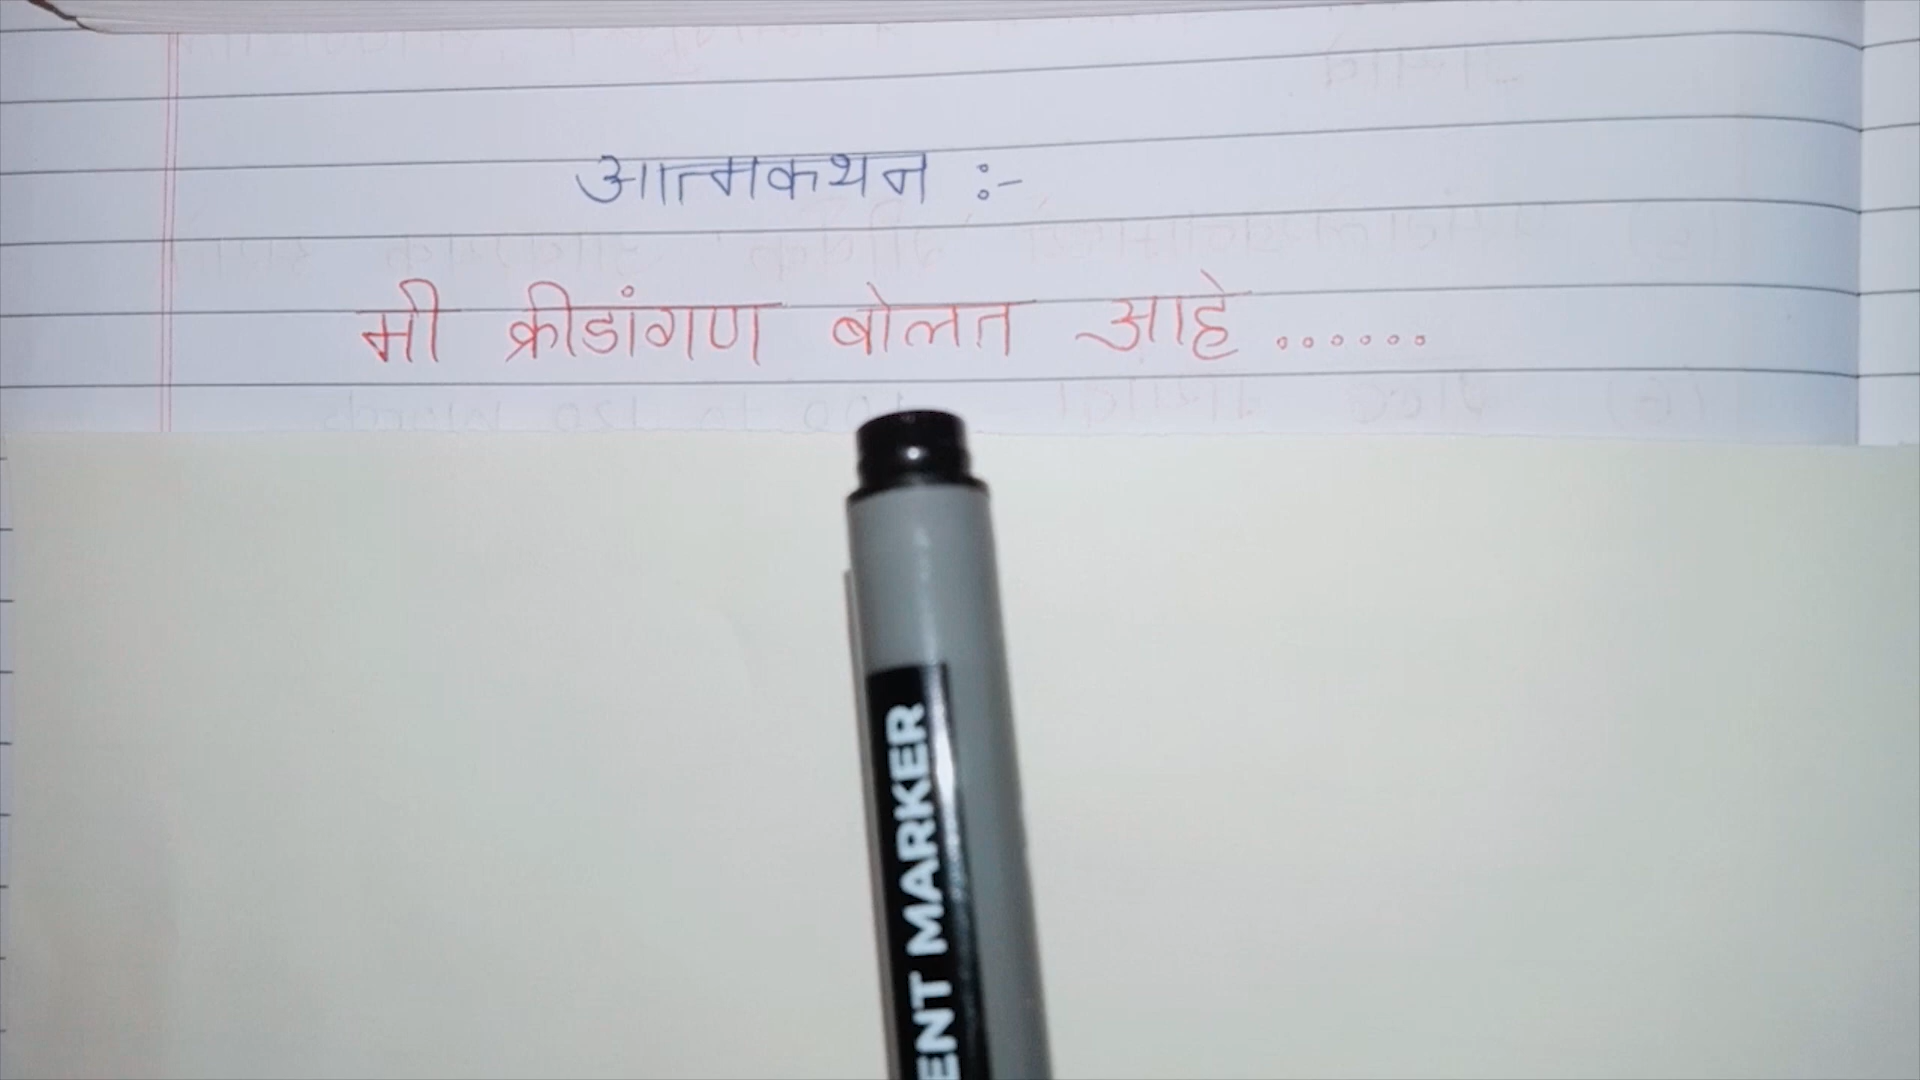 आत्मकथन :-
मी क्रीडांगण बोलत आहे ......
ENT MARKER